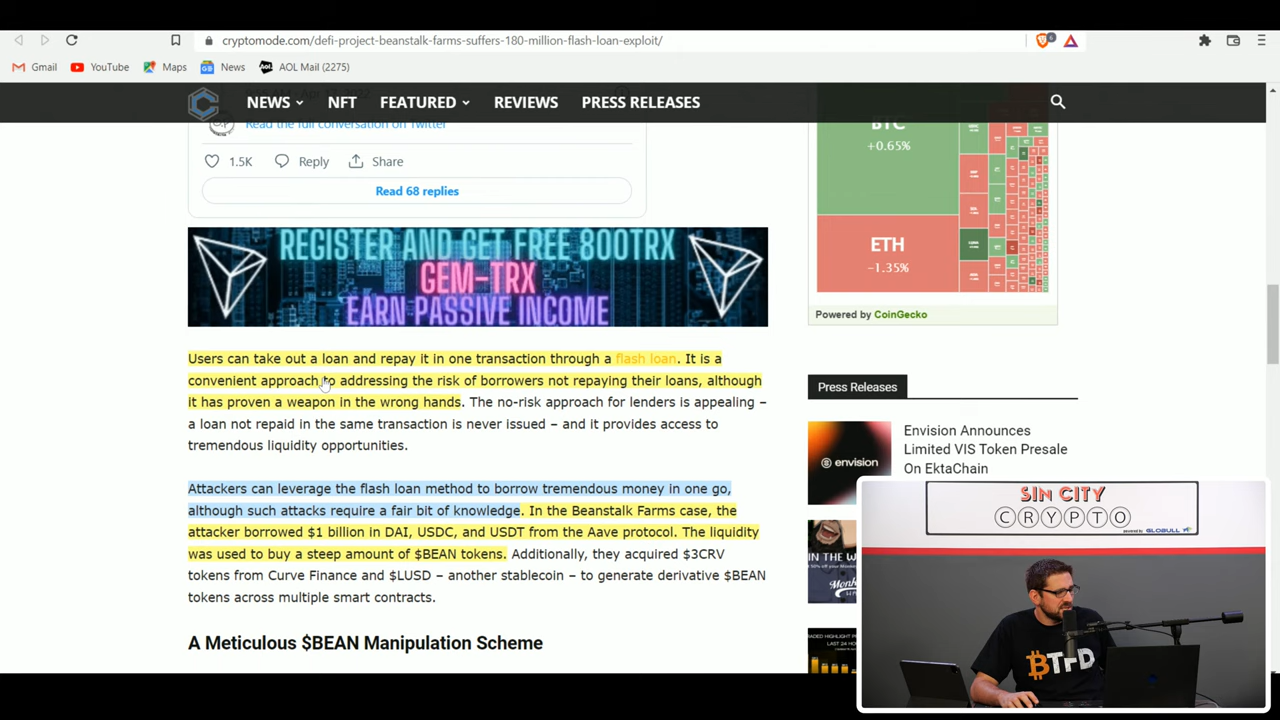 cryptomode.com/defi-project-beanstalk-farms-suffers-180-million-flash-loan-exploit/
6
Gmail YouTube Maps News AOL Mail (2275)
NEWS NFT FEATURED REVIEWS PRESS RELEASES
Read the full conversation on Twitter
1.5K Reply Share
Read 68 replies
TER AND GET FREE 810TRX
GEM-TRX
EARN PASSIVE INCOME
BTC
+0.65%
ETH
-1.35%
Powered by CoinGecko
Users can take out a loan and repay it in one transaction through a flash loan. It is a
convenient approach to addressing the risk of borrowers not repaying their loans, although
it has proven a weapon in the wrong hands. The no-risk approach for lenders is appealing –
a loan not repaid in the same transaction is never issued – and it provides access to
tremendous liquidity opportunities.
Attackers can leverage the flash loan method to borrow tremendous money in one go,
although such attacks require a fair bit of knowledge. In the Beanstalk Farms case, the
attacker borrowed $1 billion in DAI, USDC, and USDT from the Aave protocol. The liquidity
was used to buy a steep amount of $BEAN tokens. Additionally, they acquired $3CRV
tokens from Curve Finance and $LUSD – another stablecoin – to generate derivative $BEAN
tokens across multiple smart contracts.
A Meticulous $BEAN Manipulation Scheme
Press Releases
envision
Envision Announces
Limited VIS Token Presale
On EktaChain
IN THE W
SIN CITY
CRYPTO
powered by GLOBULL
BTFD